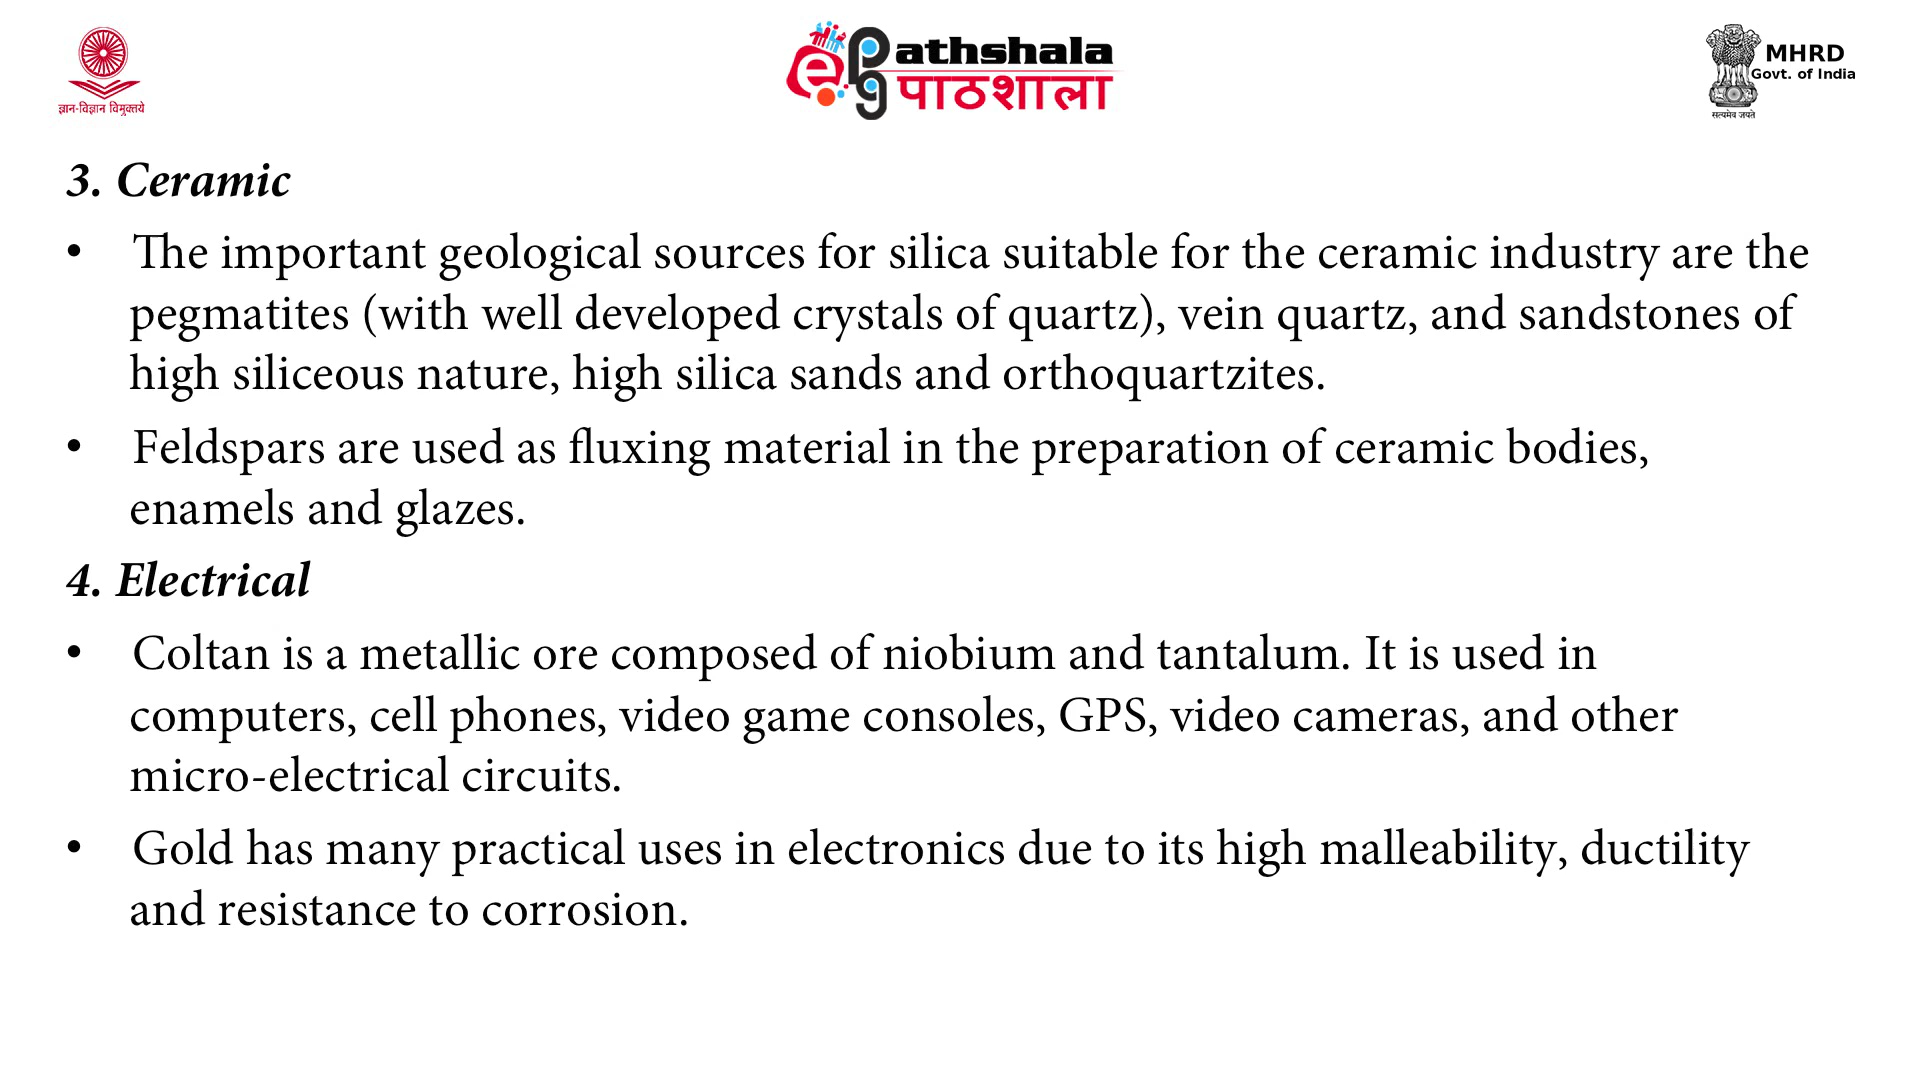 ज्ञान-विज्ञान विमुक्तये
ePathshala
पाठशाला
MHRD
Govt. of India
सत्यमेव जयते
3. Ceramic
• The important geological sources for silica suitable for the ceramic industry are the
pegmatites (with well developed crystals of quartz), vein quartz, and sandstones of
high siliceous nature, high silica sands and orthoquartzites.
• Feldspars are used as fluxing material in the preparation of ceramic bodies,
enamels and glazes.
4. Electrical
• Coltan is a metallic ore composed of niobium and tantalum. It is used in
computers, cell phones, video game consoles, GPS, video cameras, and other
micro-electrical circuits.
• Gold has many practical uses in electronics due to its high malleability, ductility
and resistance to corrosion.